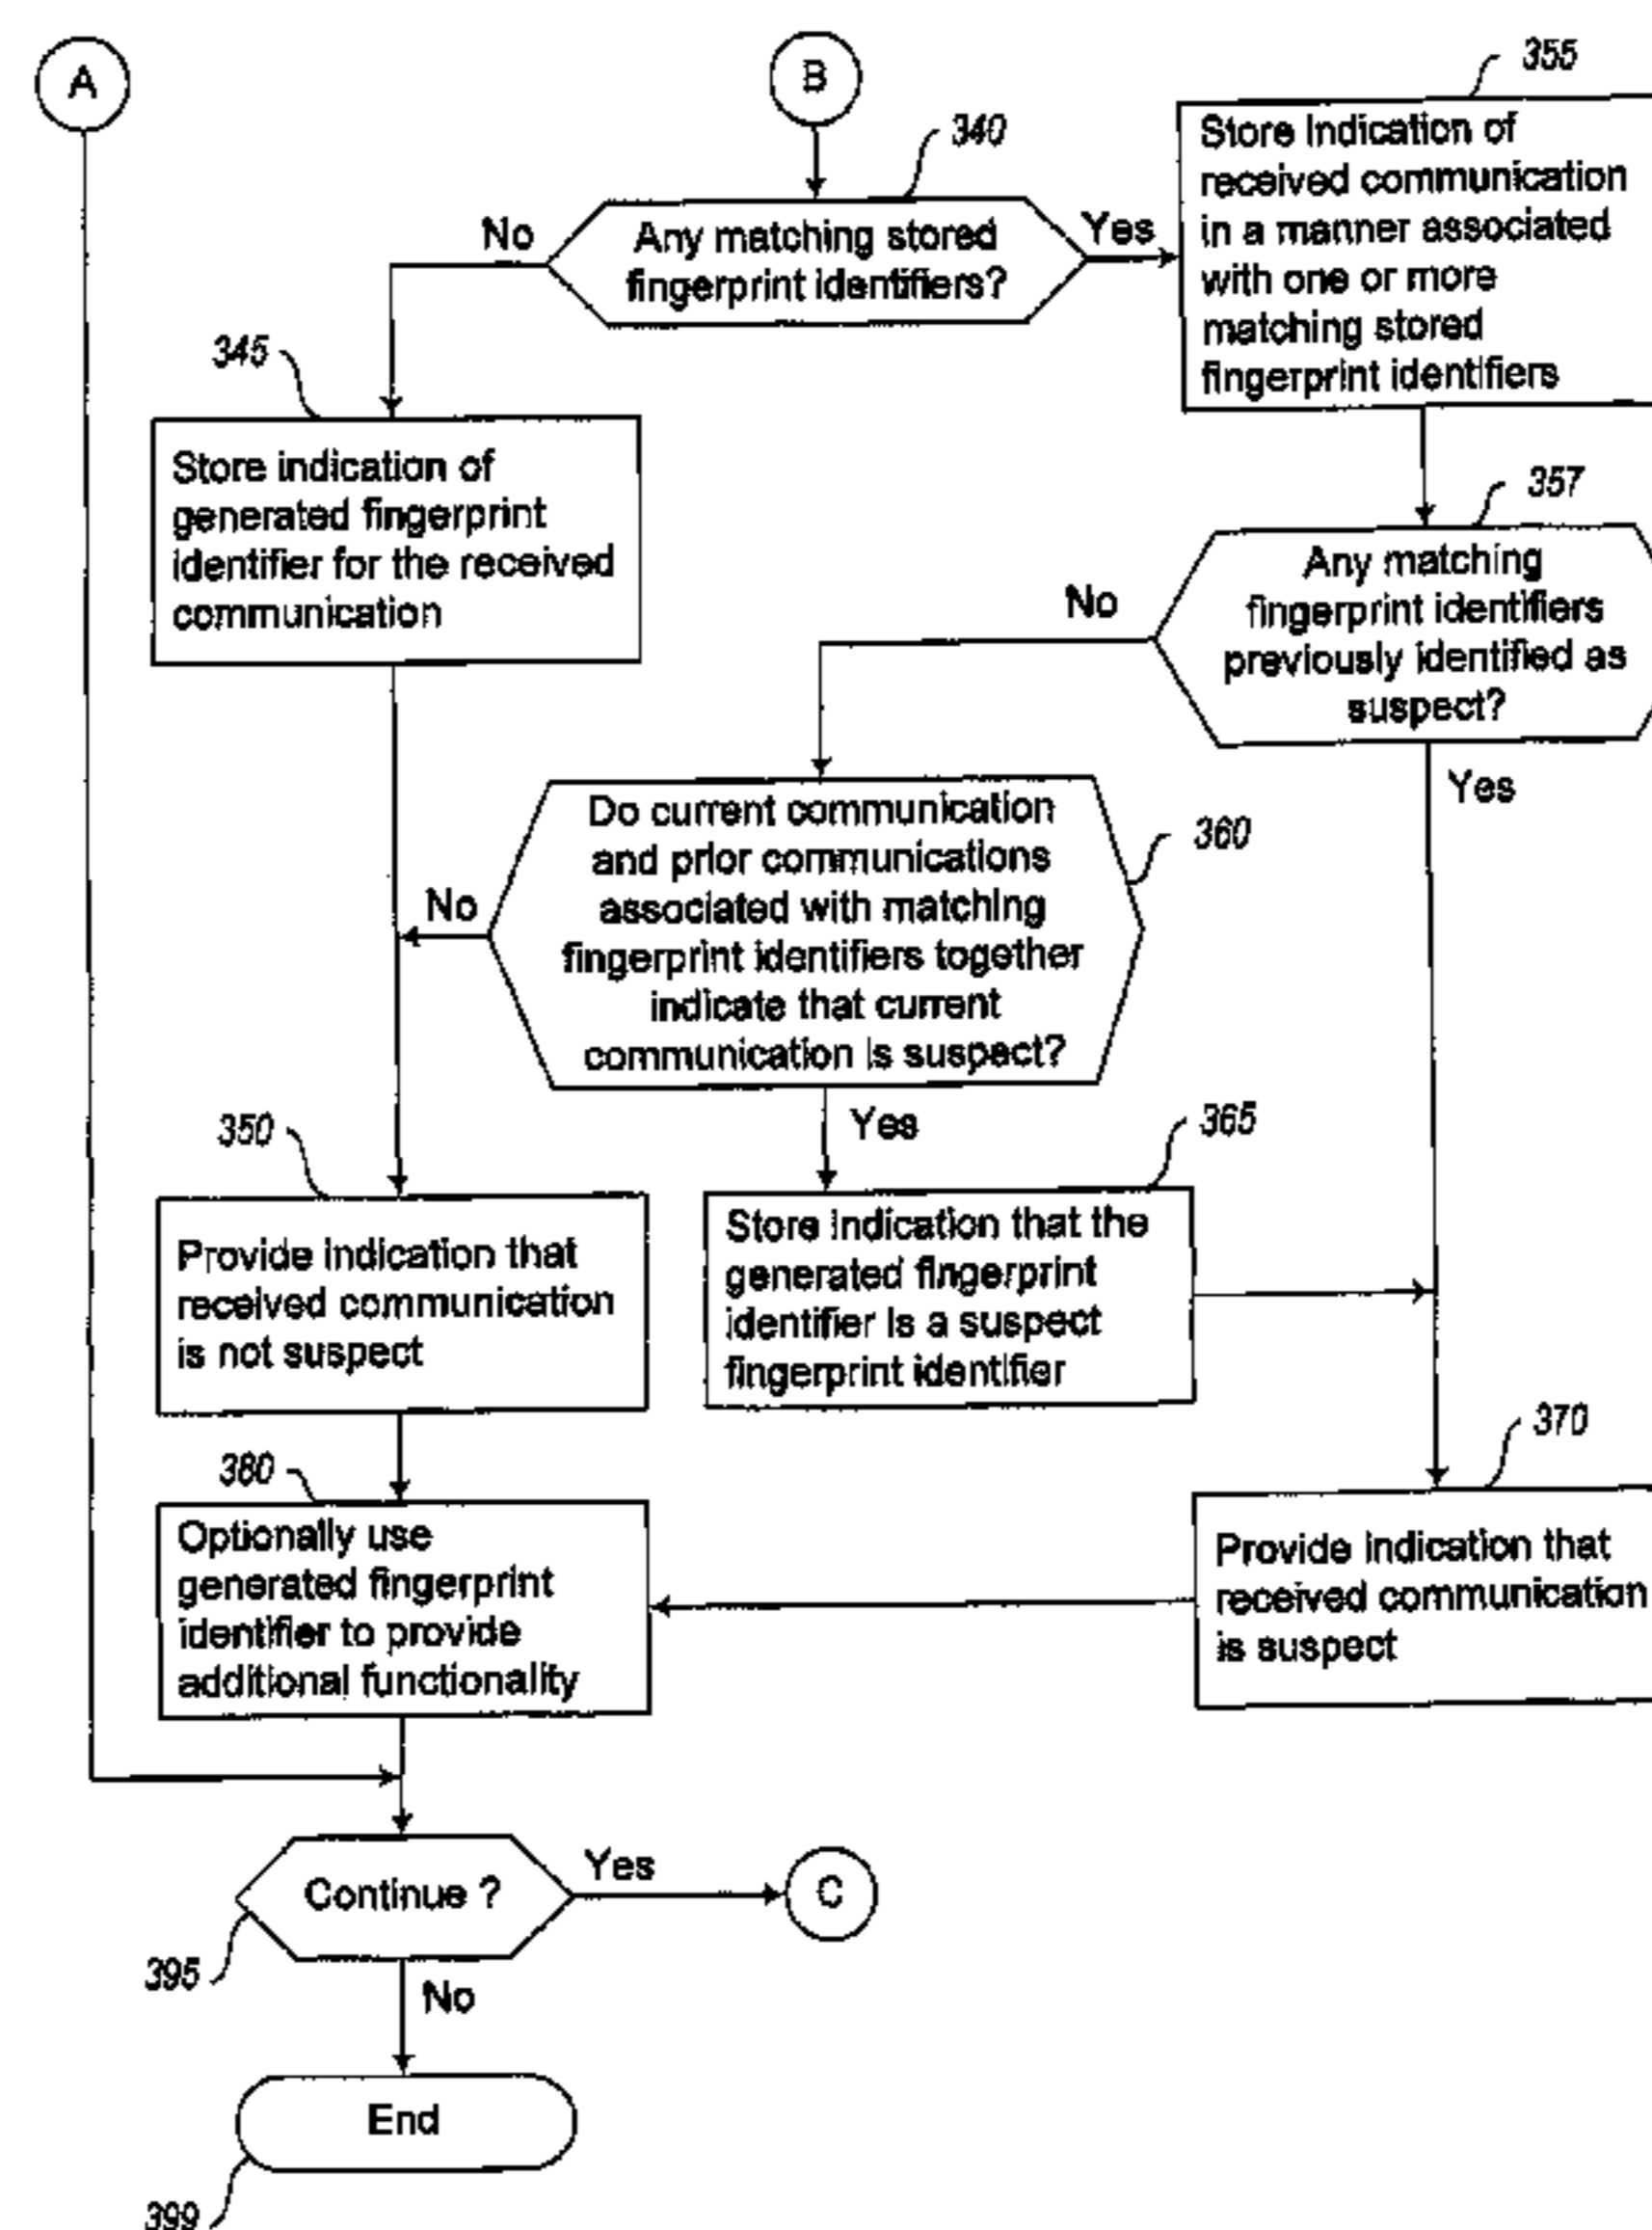 A
B
355
340
Store indication of
received communication
in a manner associated
with one or more
matching stored
fingerprint identifiers
No
Any matching stored
fingerprint identifiers?
Yes
345
Store indication of
generated fingerprint
identifier for the received
communication
357
Any matching
fingerprint identifiers
previously identified as
suspect?
No
Yes
Do current communication
and prior communications
associated with matching
fingerprint identifiers together
indicate that current
communication is suspect?
360
No
Yes
350
365
Provide indication that
received communication
is not suspect
Store indication that the
generated fingerprint
identifier is a suspect
fingerprint identifier
370
380
Optionally use
generated fingerprint
identifier to provide
additional functionality
Provide indication that
received communication
is suspect
Continue ?
Yes
C
395
No
End
399